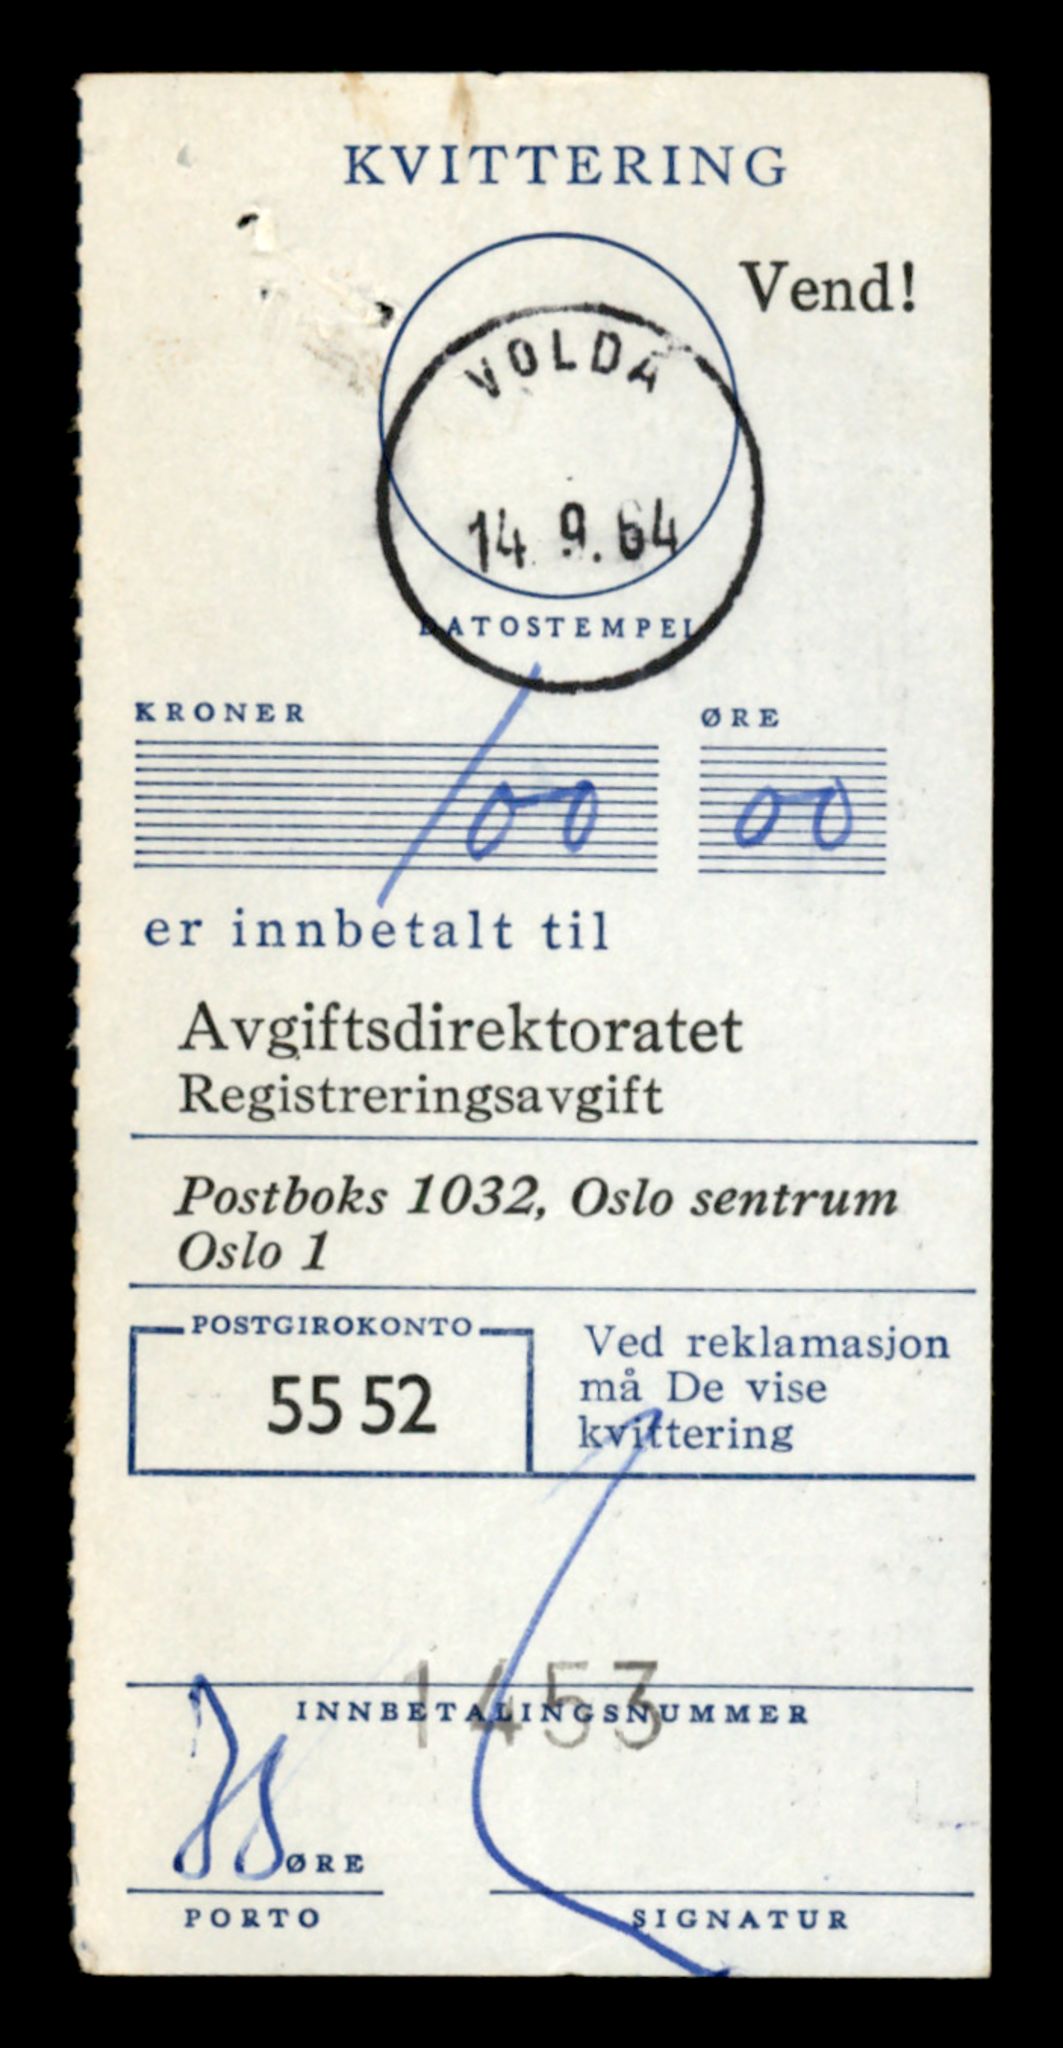 KVITTERING
Vend!
VOLDA
14. 9. 64
DATOSTEMPEL
KRONER
ØRE
100
00
er innbetalt til
Avgiftsdirektoratet
Registreringsavgift
Postboks 1032, Oslo sentrum
Oslo 1
POSTGIROKONTO
55 52
Ved reklamasjon
må De vise
kvittering
1453
INNBETALINGSNUMMER
ØRE
PORTO
SIGNATUR